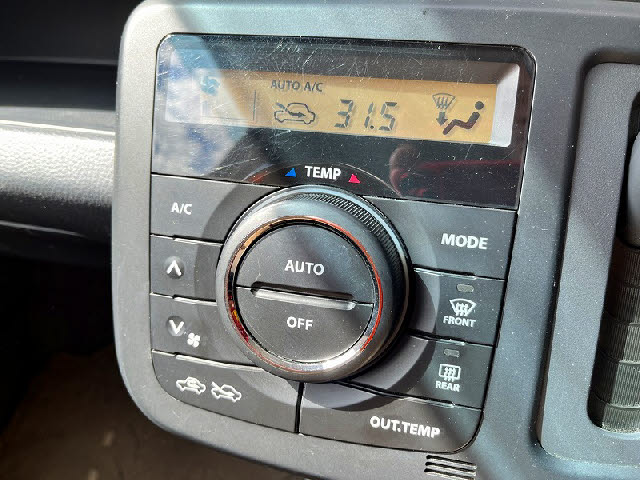 AUTO A/C
31.5
TEMP
A/C
MODE
AUTO
OFF
FRONT
REAR
OUT.TEMP